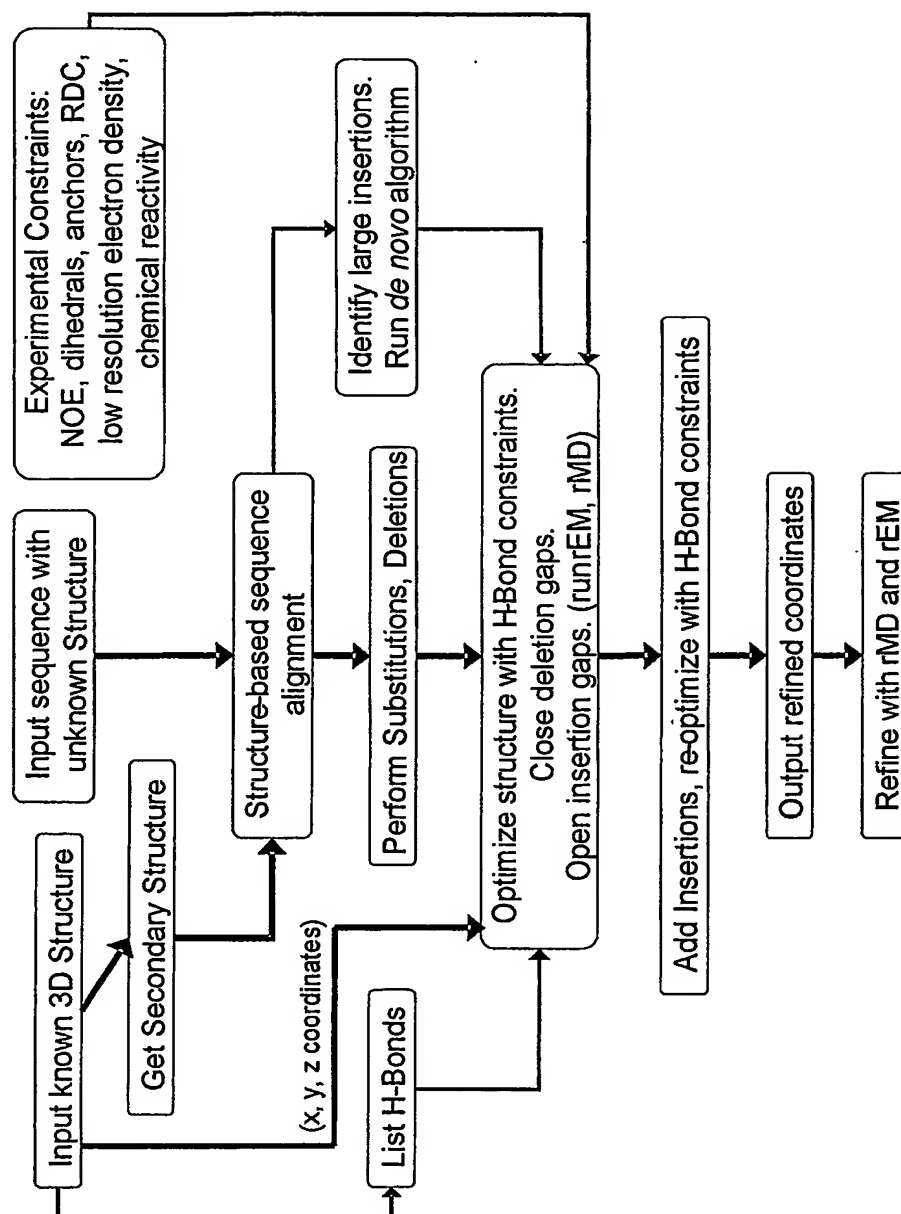 Input known 3D Structure
Input sequence with
unknown Structure
Experimental Constraints:
NOE, dihedrals, anchors, RDC,
low resolution electron density,
chemical reactivity
Get Secondary Structure
Structure-based sequence
alignment
Identify large insertions.
Run de novo algorithm
(x, y, z coordinates)
Perform Substitutions, Deletions
List H-Bonds
Optimize structure with H-Bond constraints.
Close deletion gaps.
Open insertion gaps. (runrEM, rMD)
Add Insertions, re-optimize with H-Bond constraints
Output refined coordinates
Refine with rMD and rEM